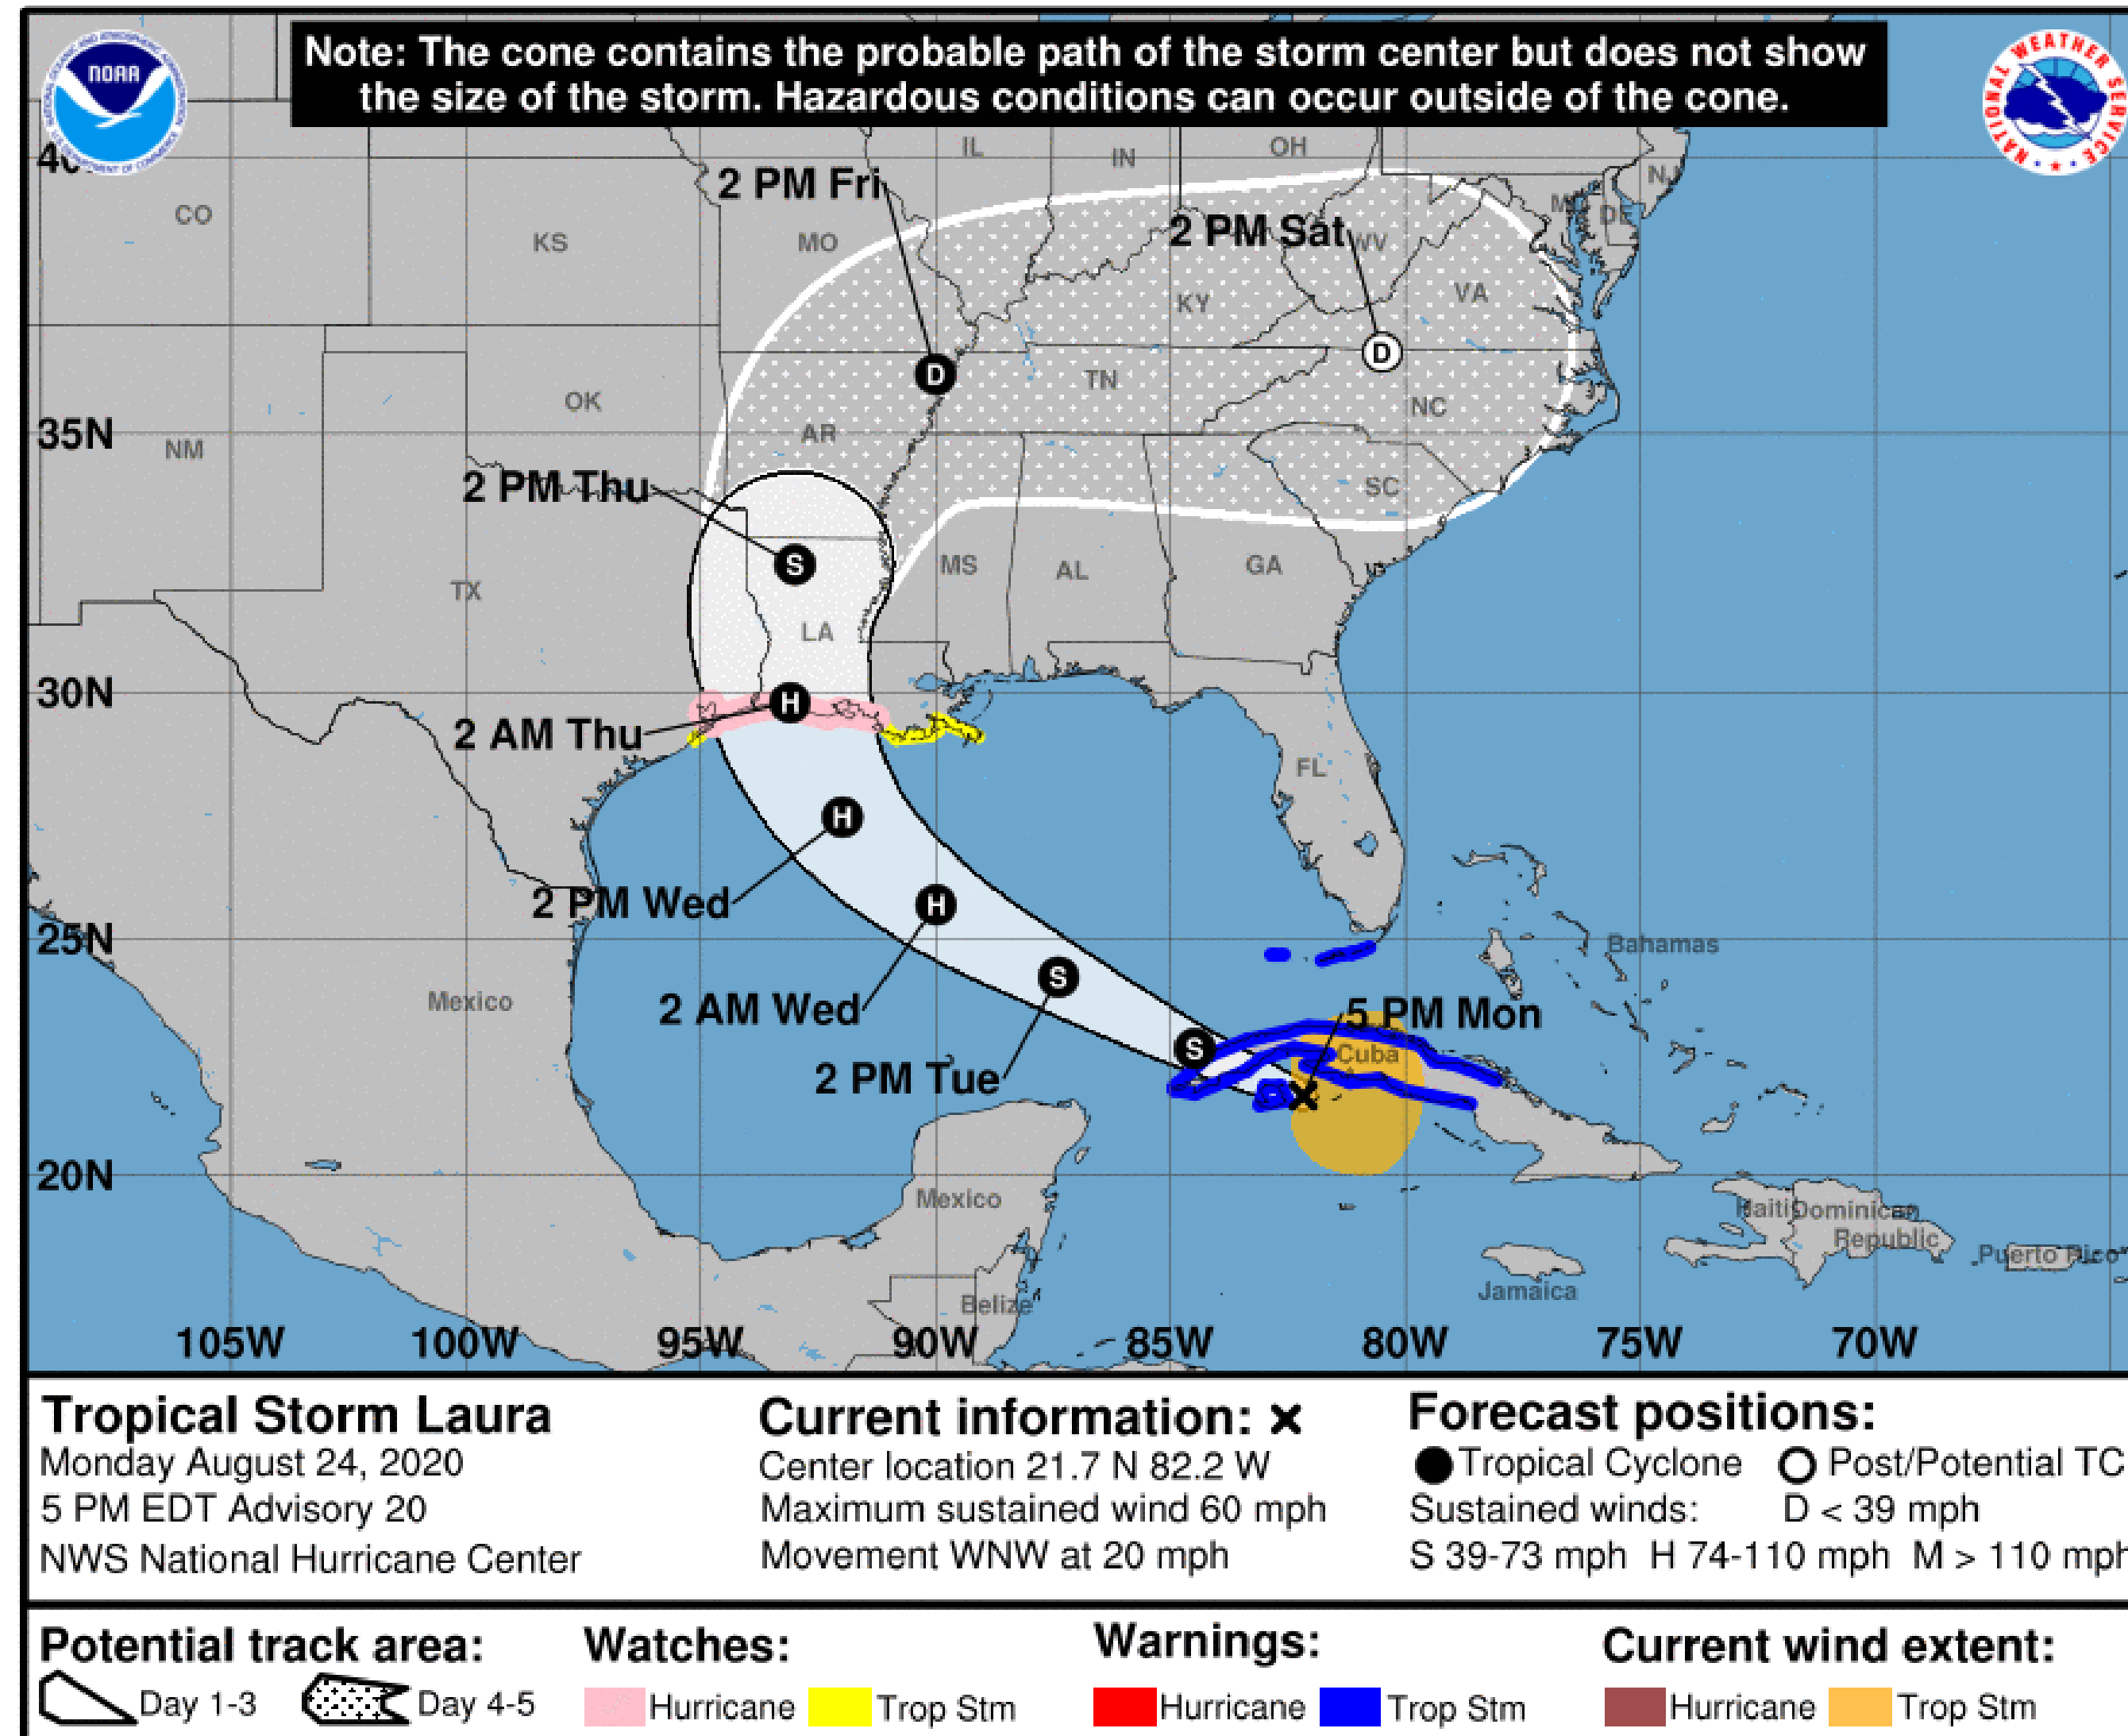 Note: The cone contains the probable path of the storm center but does not show
the size of the storm. Hazardous conditions can occur outside of the cone.
NOAA
NATIONAL WEATHER SERVICE
IL
IN
OH
NJ
2 PM Fri
CO
KS
MO
2 PM Sat
WV
DE
KY
VA
D
D
TN
OK
NC
35N
NM
AR
2 PM Thu
SC
S
MS
AL
GA
TX
LA
30N
H
2 AM Thu
FL
H
2 PM Wed
H
25N
Bahamas
S
Mexico
2 AM Wed
5 PM Mon
S
Cuba
2 PM Tue
20N
Mexico
Haiti
Dominican
Republic
Puerto Rico
Jamaica
Belize
105W 100W 95W 90W 85W 80W 75W 70W
Tropical Storm Laura
Monday August 24, 2020
5 PM EDT Advisory 20
NWS National Hurricane Center
Current information: x
Center location 21.7 N 82.2 W
Maximum sustained wind 60 mph
Movement WNW at 20 mph
Forecast positions:
Tropical Cyclone Post/Potential TC
Sustained winds: D < 39 mph
S 39-73 mph H 74-110 mph M > 110 mph
Potential track area:
Day 1-3 Day 4-5
Watches:
Hurricane Trop Stm
Warnings:
Hurricane Trop Stm
Current wind extent:
Hurricane Trop Stm